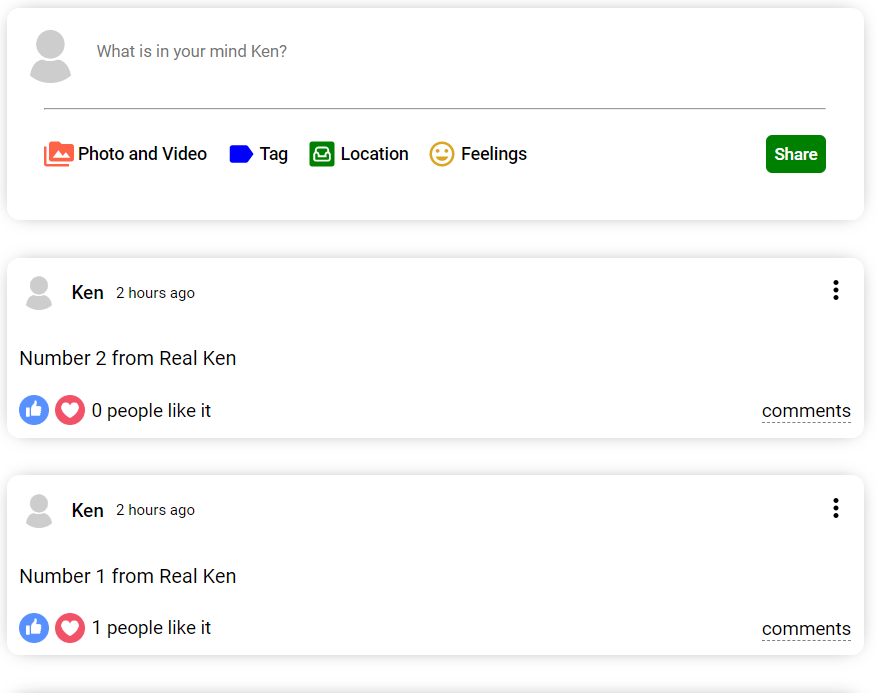 What is in your mind Ken?
Photo and Video Tag Location Feelings Share
Ken 2 hours ago
Number 2 from Real Ken
0 people like it comments
Ken 2 hours ago
Number 1 from Real Ken
1 people like it comments